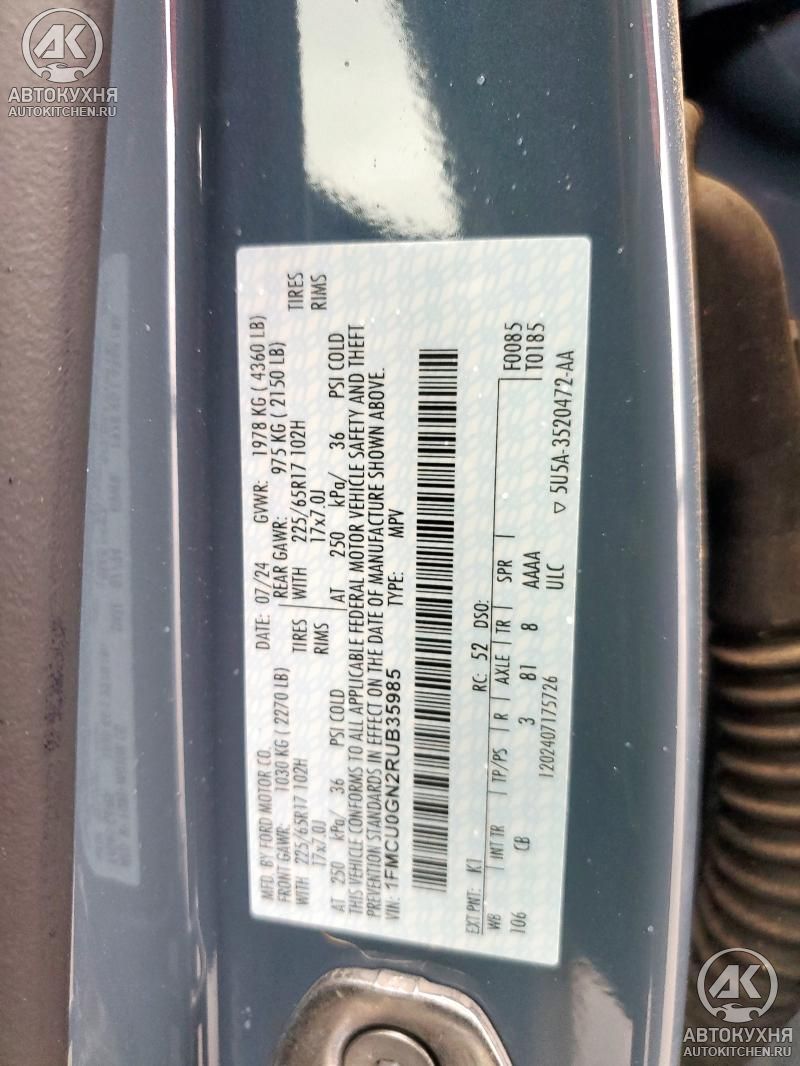 AK
АВТОКУХНЯ
AUTOKITCHEN.RU
MFD. BY FORD MOTOR CO.
DATE: 07/24 GVWR: 1978 KG ( 4360 LB)
FRONT GAWR: 1030 KG ( 2270 LB) REAR GAWR: 975 KG ( 2150 LB)
WITH 225/65R17 102H TIRES WITH 225/65R17 102H TIRES
17x7.0J RIMS 17x7.0J RIMS
AT 250 kPa/ 36 PSI COLD AT 250 kPa/ 36 PSI COLD
THIS VEHICLE CONFORMS TO ALL APPLICABLE FEDERAL MOTOR VEHICLE SAFETY AND THEFT
PREVENTION STANDARDS IN EFFECT ON THE DATE OF MANUFACTURE SHOWN ABOVE.
VIN: 1FMCU0GN2RUB35985 TYPE: MPV
EXT PNT: K1 RC: 52 DSO: F0085
WB INT TR TP/PS R AXLE TR SPR T0185
106 CB 3 81 8 AAAA
1202407175726 ULC
▽ 5U5A-3520472-AA
AK
АВТОКУХНЯ
AUTOKITCHEN.RU